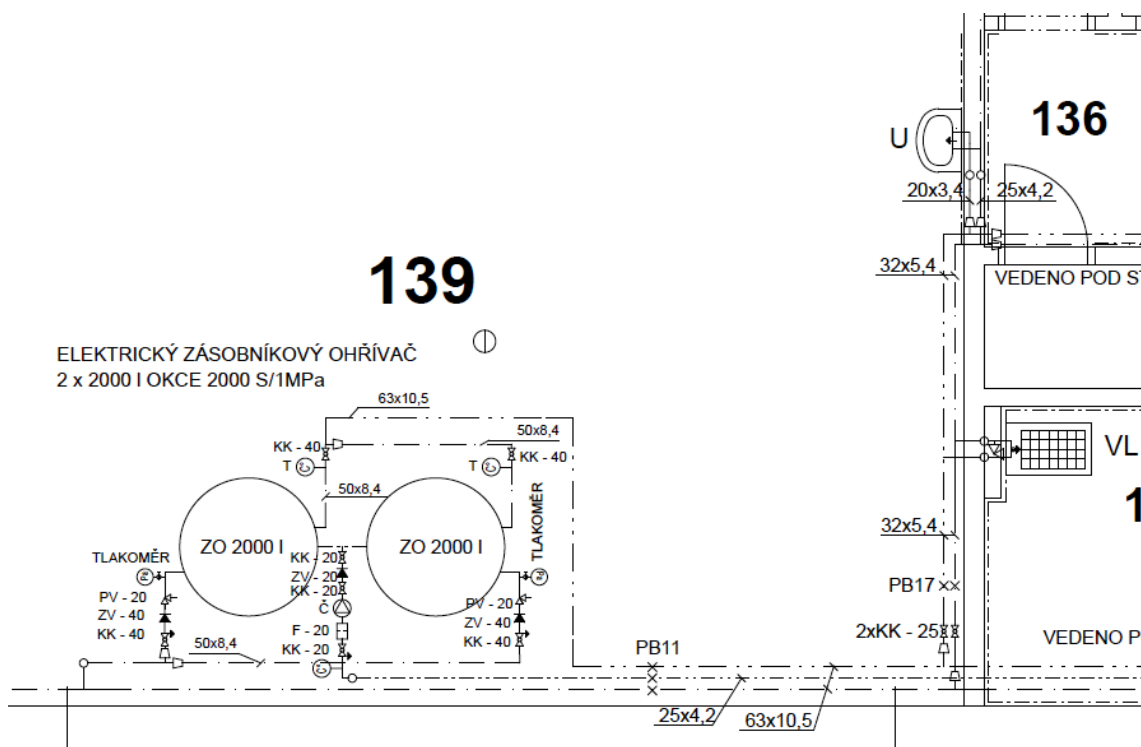 136
U
20x3,4
25x4,2
139
32x5,4
VEDENO POD S
ELEKTRICKÝ ZÁSOBNÍKOVÝ OHŘÍVAČ
2 x 2000 l OKCE 2000 S/1MPa
63x10,5
50x8,4
KK - 40
KK - 40
T
T
VL
50x8,4
1
TLAKOMĚR
32x5,4
ZO 2000 l
ZO 2000 l
TLAKOMĚR
KK - 20
ZV - 20
KK - 20
Pa
Pa
PB17
PV - 20
PV - 20
Č
ZV - 40
ZV - 40
KK - 40
F - 20
KK - 40
2xKK - 25
VEDENO P
50x8,4
KK - 20
PB11
25x4,2
63x10,5